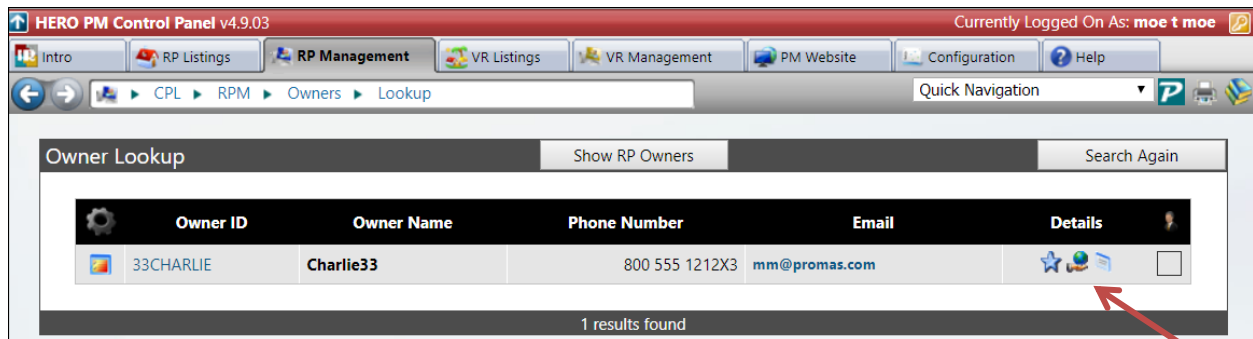 HERO PM Control Panel v4.9.03 Currently Logged On As: moe t moe
Intro RP Listings RP Management VR Listings VR Management PM Website Configuration Help
CPL RPM Owners Lookup Quick Navigation P
Owner Lookup Show RP Owners Search Again
Owner ID Owner Name Phone Number Email Details
33CHARLIE Charlie33 800 555 1212X3 mm@promas.com
1 results found